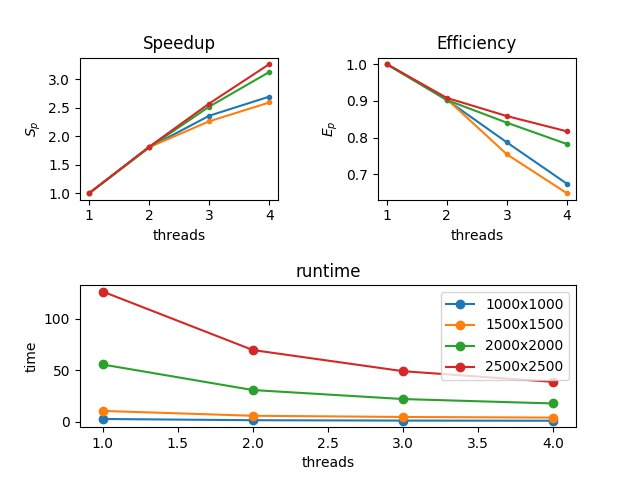 Speedup
Efficiency
3.0
2.5
2.0
1.5
1.0
S_p
1 2 3 4
threads
1.0
0.9
0.8
0.7
E_p
1 2 3 4
threads
runtime
100
50
0
time
1000x1000
1500x1500
2000x2000
2500x2500
1.0 1.5 2.0 2.5 3.0 3.5 4.0
threads